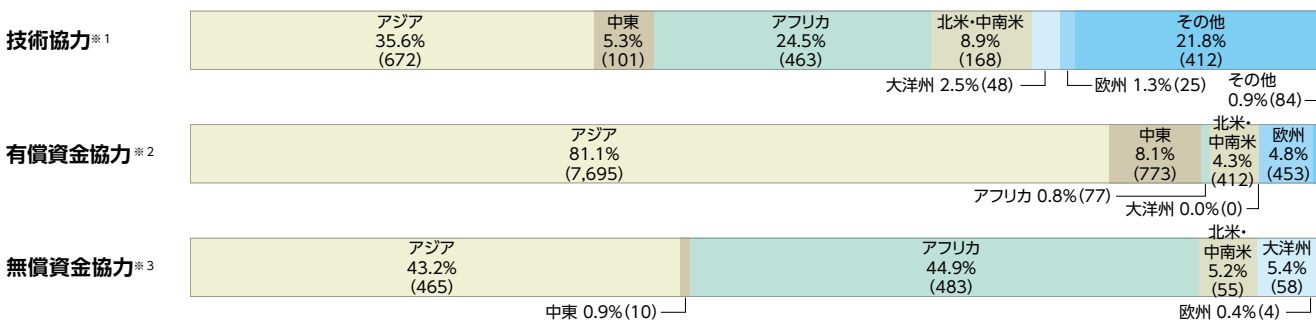 技術協力※1
アジア
35.6%
(672)
中東
5.3%
(101)
アフリカ
24.5%
(463)
北米・中南米
8.9%
(168)
その他
21.8%
(412)
大洋州 2.5%(48)
欧州 1.3%(25)
その他
0.9%(84)
有償資金協力※2
アジア
81.1%
(7,695)
中東
8.1%
(773)
北米・
中南米
4.3%
(412)
欧州
4.8%
(453)
アフリカ 0.8%(77)
大洋州 0.0%(0)
無償資金協力※3
アジア
43.2%
(465)
アフリカ
44.9%
(483)
北米・
中南米
5.2%
(55)
大洋州
5.4%
(58)
中東 0.9%(10)
欧州 0.4%(4)